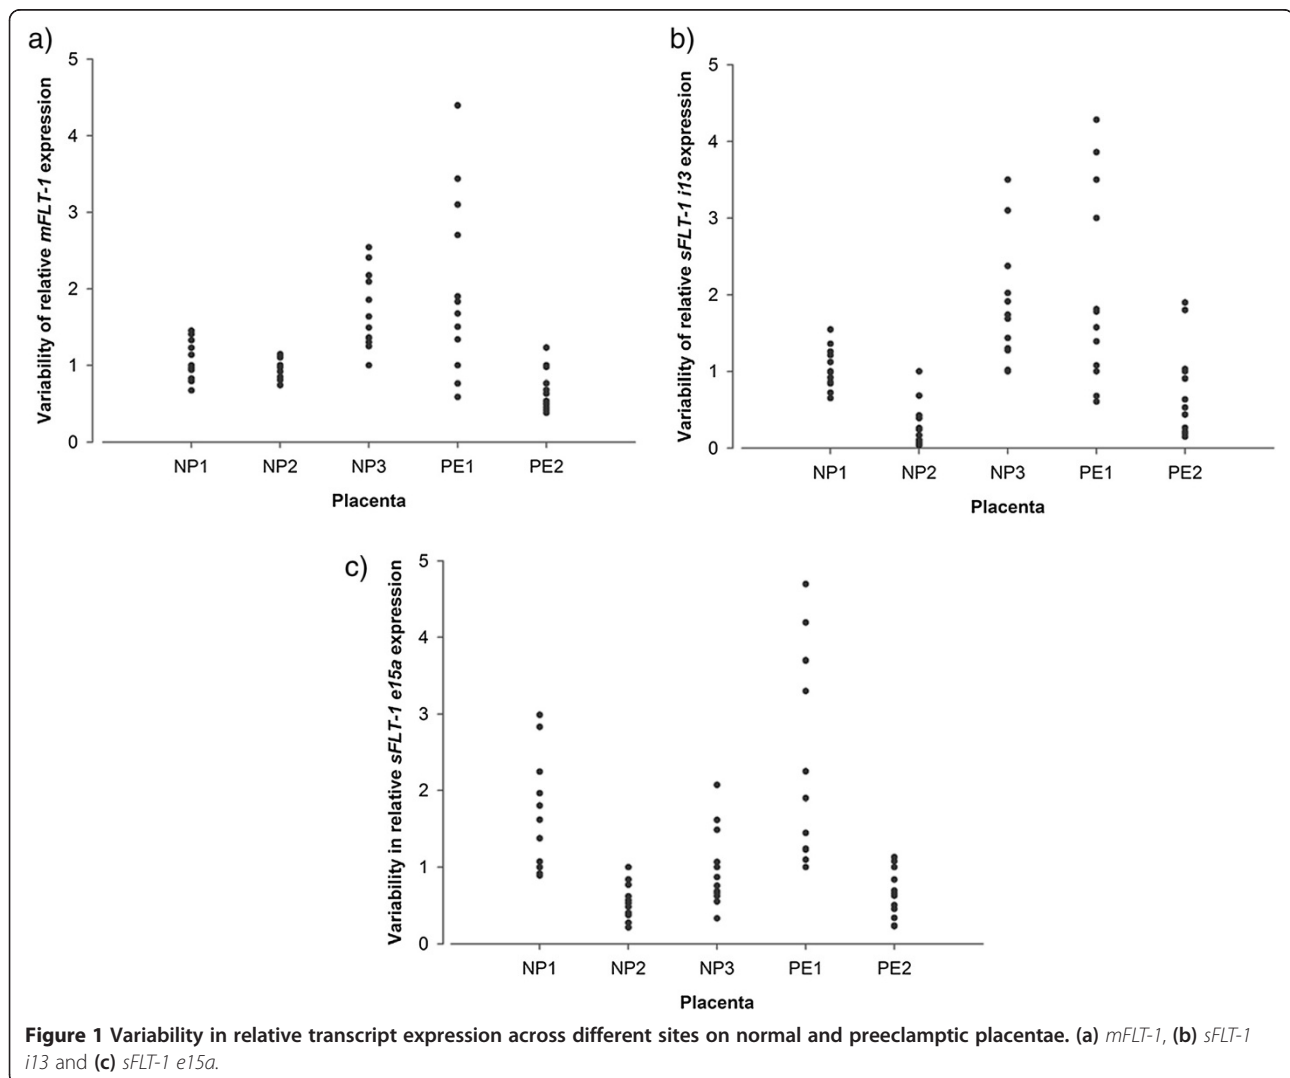 a)
Variability of relative mFLT-1 expression
5
4
3
2
1
0
NP1 NP2 NP3 PE1 PE2
Placenta
b)
Variability of relative sFLT-1 i13 expression
5
4
3
2
1
0
NP1 NP2 NP3 PE1 PE2
Placenta
c)
Variability in relative sFLT-1 e15a expression
5
4
3
2
1
0
NP1 NP2 NP3 PE1 PE2
Placenta
Figure 1 Variability in relative transcript expression across different sites on normal and preeclamptic placentae. (a) mFLT-1, (b) sFLT-1
i13 and (c) sFLT-1 e15a.